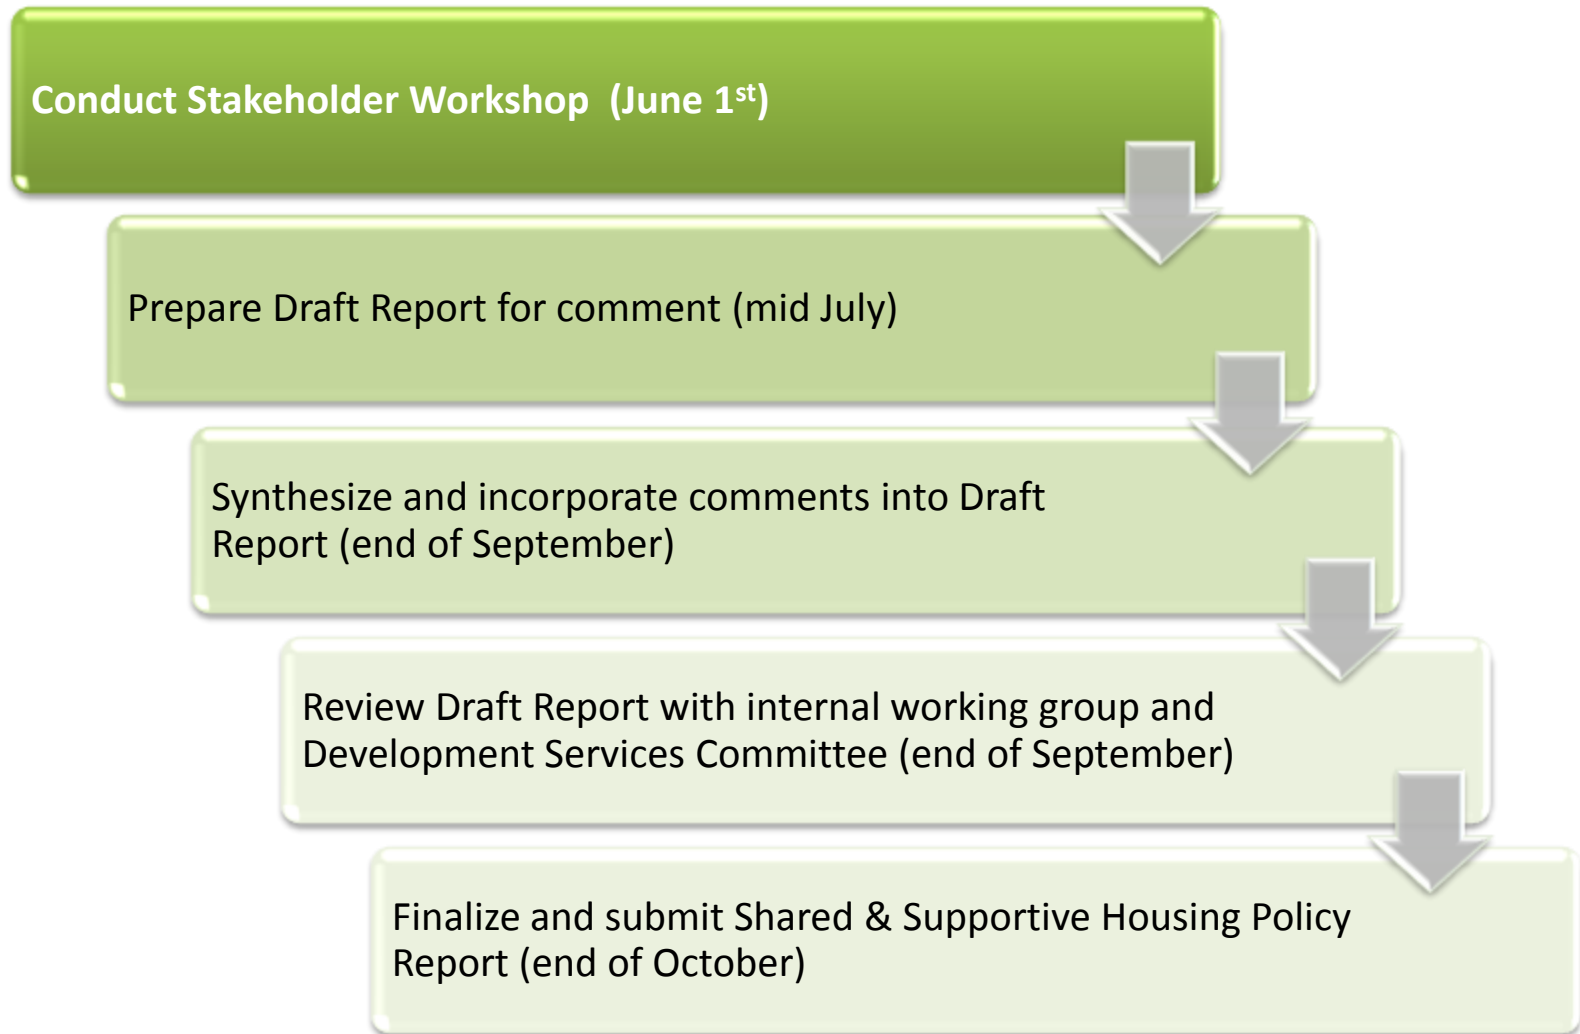 Conduct Stakeholder Workshop  (June 1st)
Prepare Draft Report for comment (mid July)
Synthesize and incorporate comments into Draft
Report (end of September)
Review Draft Report with internal working group and
Development Services Committee (end of September)
Finalize and submit Shared & Supportive Housing Policy
Report (end of October)